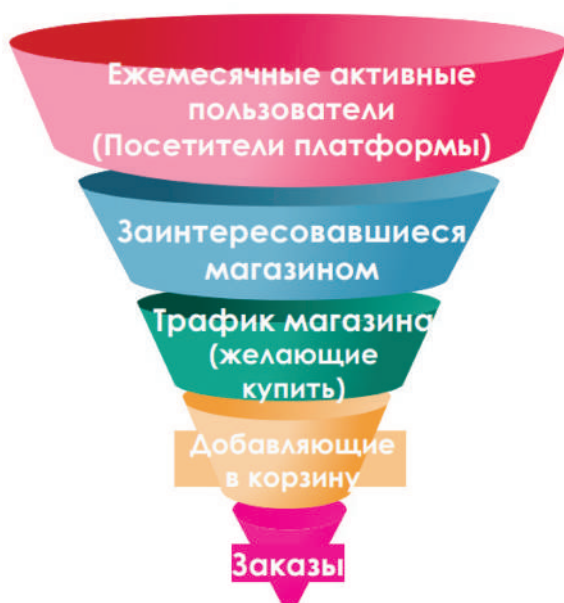 Ежемесячные активные
пользователи
(Посетители платформы)
Заинтересовавшиеся
магазином
Трафик магазина
(желающие
купить)
Добавляющие
в корзину
Заказы